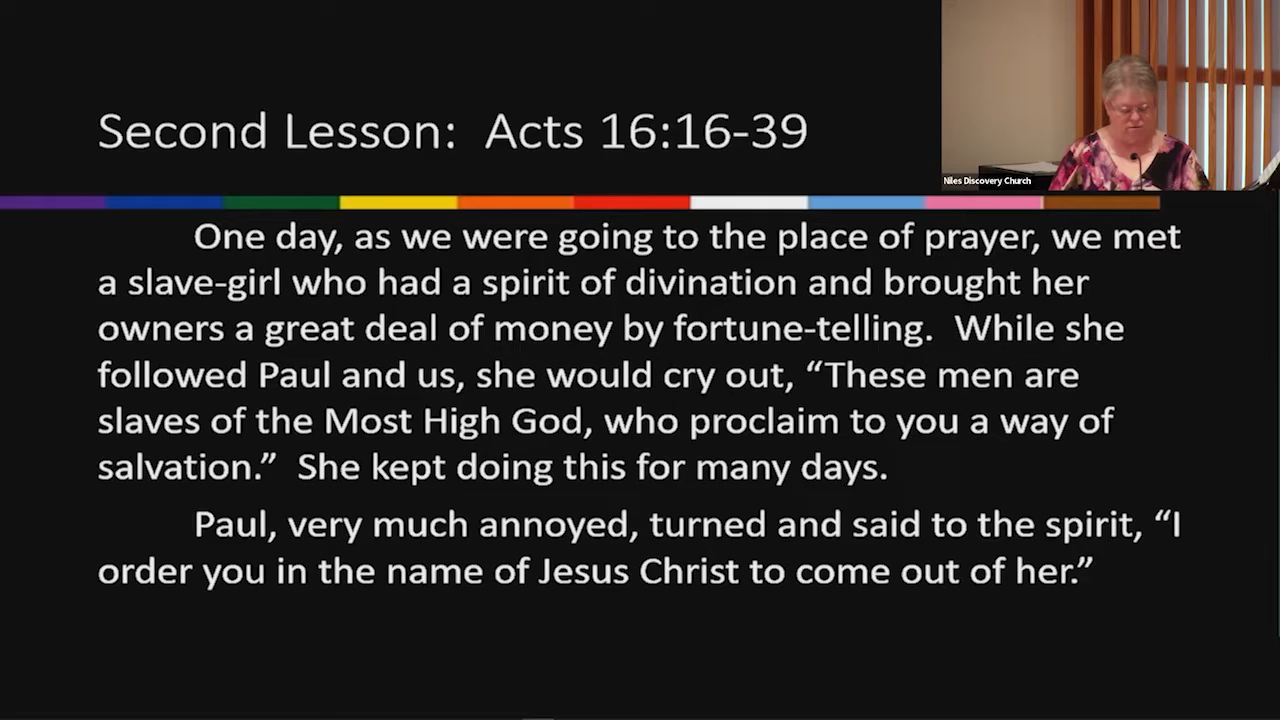 Second Lesson:  Acts 16:16-39
Niles Discovery Church
One day, as we were going to the place of prayer, we met
a slave-girl who had a spirit of divination and brought her
owners a great deal of money by fortune-telling.  While she
followed Paul and us, she would cry out, “These men are
slaves of the Most High God, who proclaim to you a way of
salvation.”  She kept doing this for many days.
Paul, very much annoyed, turned and said to the spirit, “I
order you in the name of Jesus Christ to come out of her.”